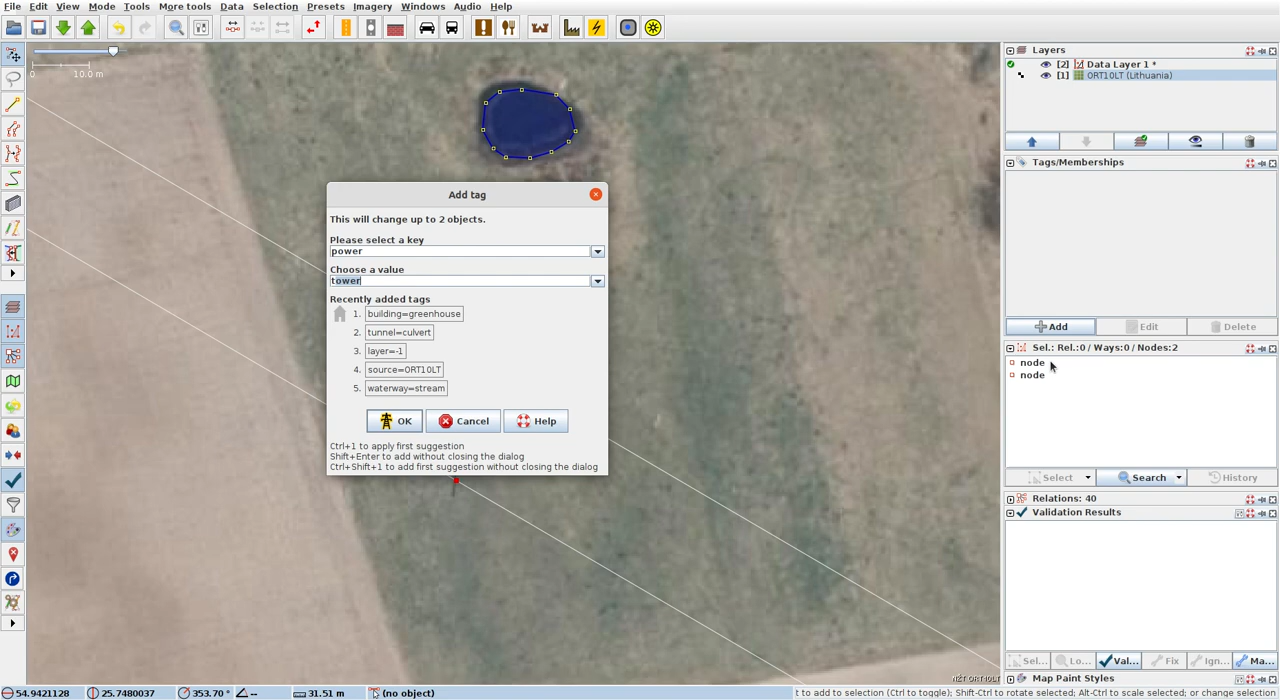 File Edit View Mode Tools More tools Data Selection Presets Imagery Windows Audio Help
0 10.0 m
Layers
[2] Data Layer 1 *
[1] ORT10LT (Lithuania)
Tags/Memberships
Add Edit Delete
Sel.: Rel.:0 / Ways:0 / Nodes:2
node
node
Select Search History
Relations: 40
Validation Results
Sel... Lo... Val... Fix Ign... Ma...
Map Paint Styles
Add tag
This will change up to 2 objects.
Please select a key
power
Choose a value
tower
Recently added tags
1. building=greenhouse
2. tunnel=culvert
3. layer=-1
4. source=ORT10LT
5. waterway=stream
OK Cancel Help
Ctrl+1 to apply first suggestion
Shift+Enter to add without closing the dialog
Ctrl+Shift+1 to add first suggestion without closing the dialog
NŽT ORT10LT
54.9421128 25.7480037 353.70 ° -- 31.51 m (no object) t to add to selection (Ctrl to toggle); Shift-Ctrl to rotate selected; Alt-Ctrl to scale selected; or change selection